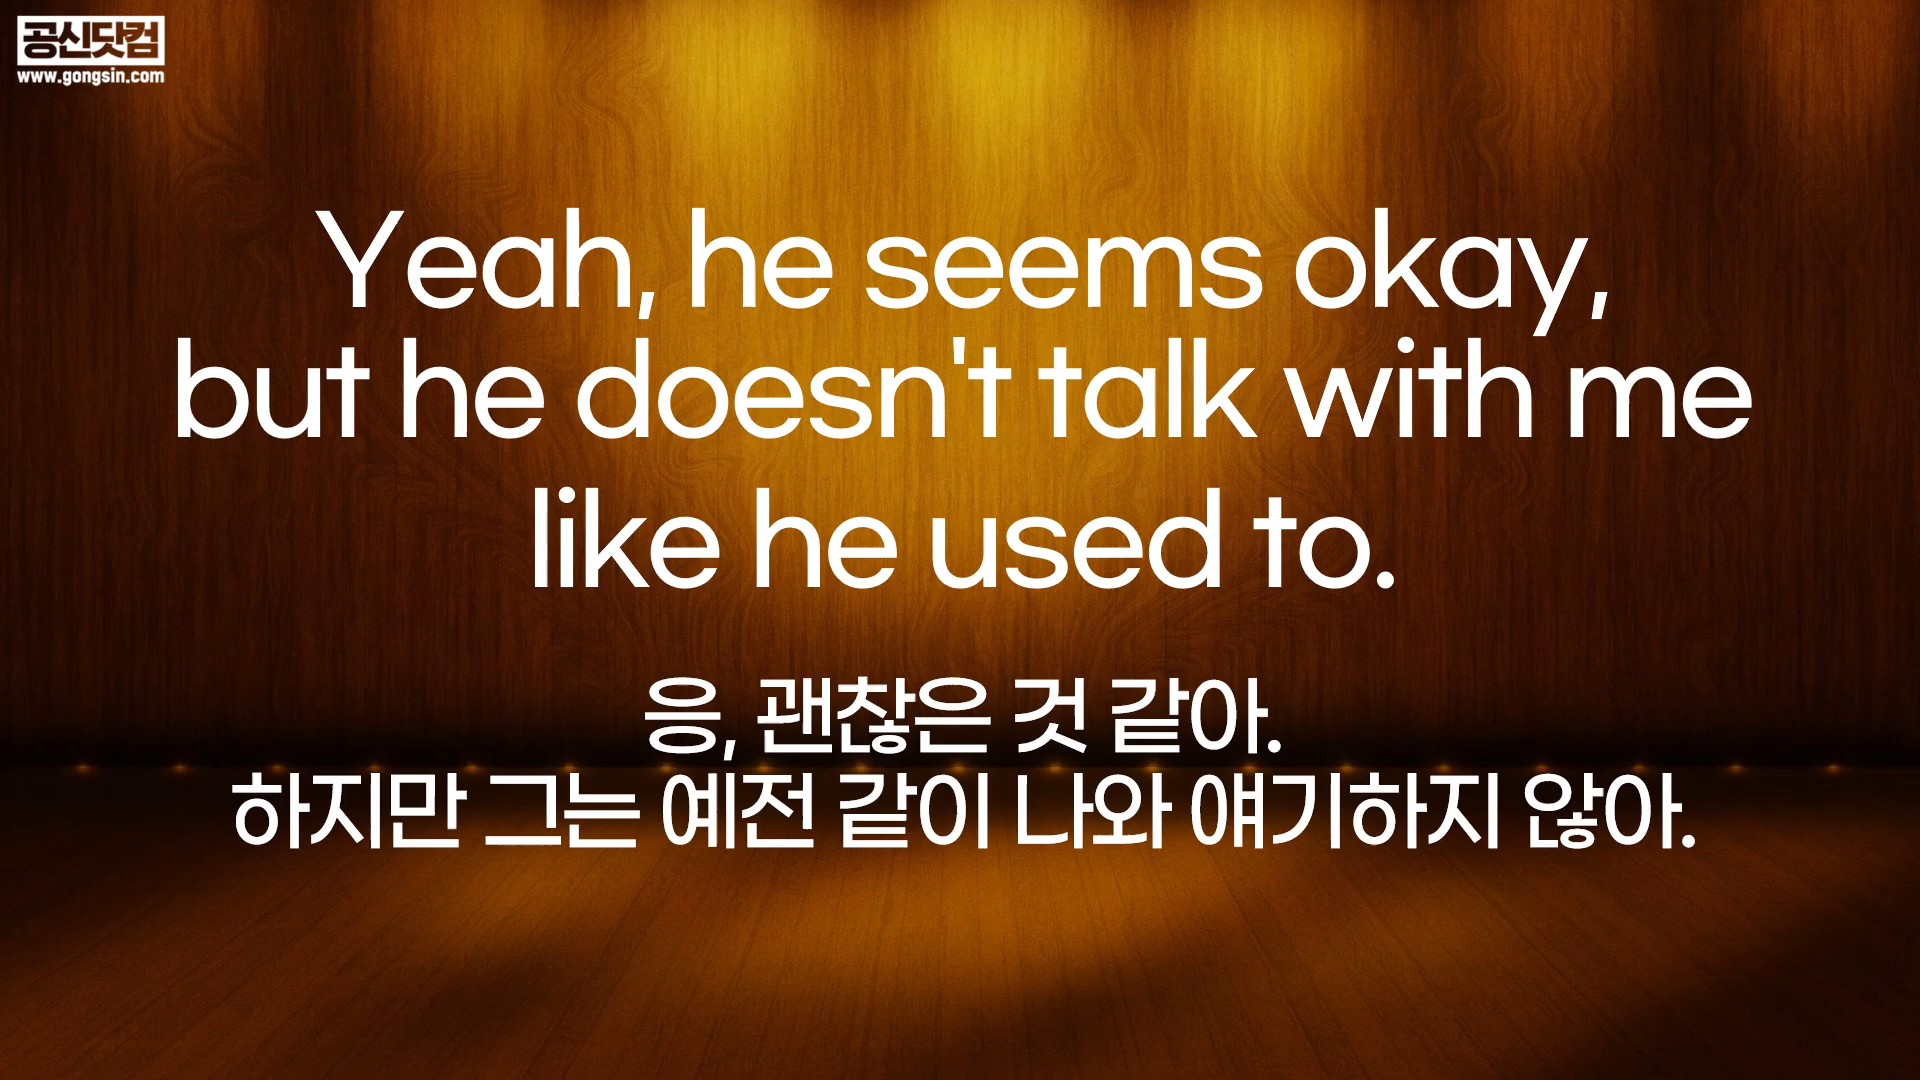 공신닷컴
www.gongsin.com
Yeah, he seems okay,
but he doesn't talk with me
like he used to.
응, 괜찮은 것 같아.
하지만 그는 예전 같이 나와 얘기하지 않아.